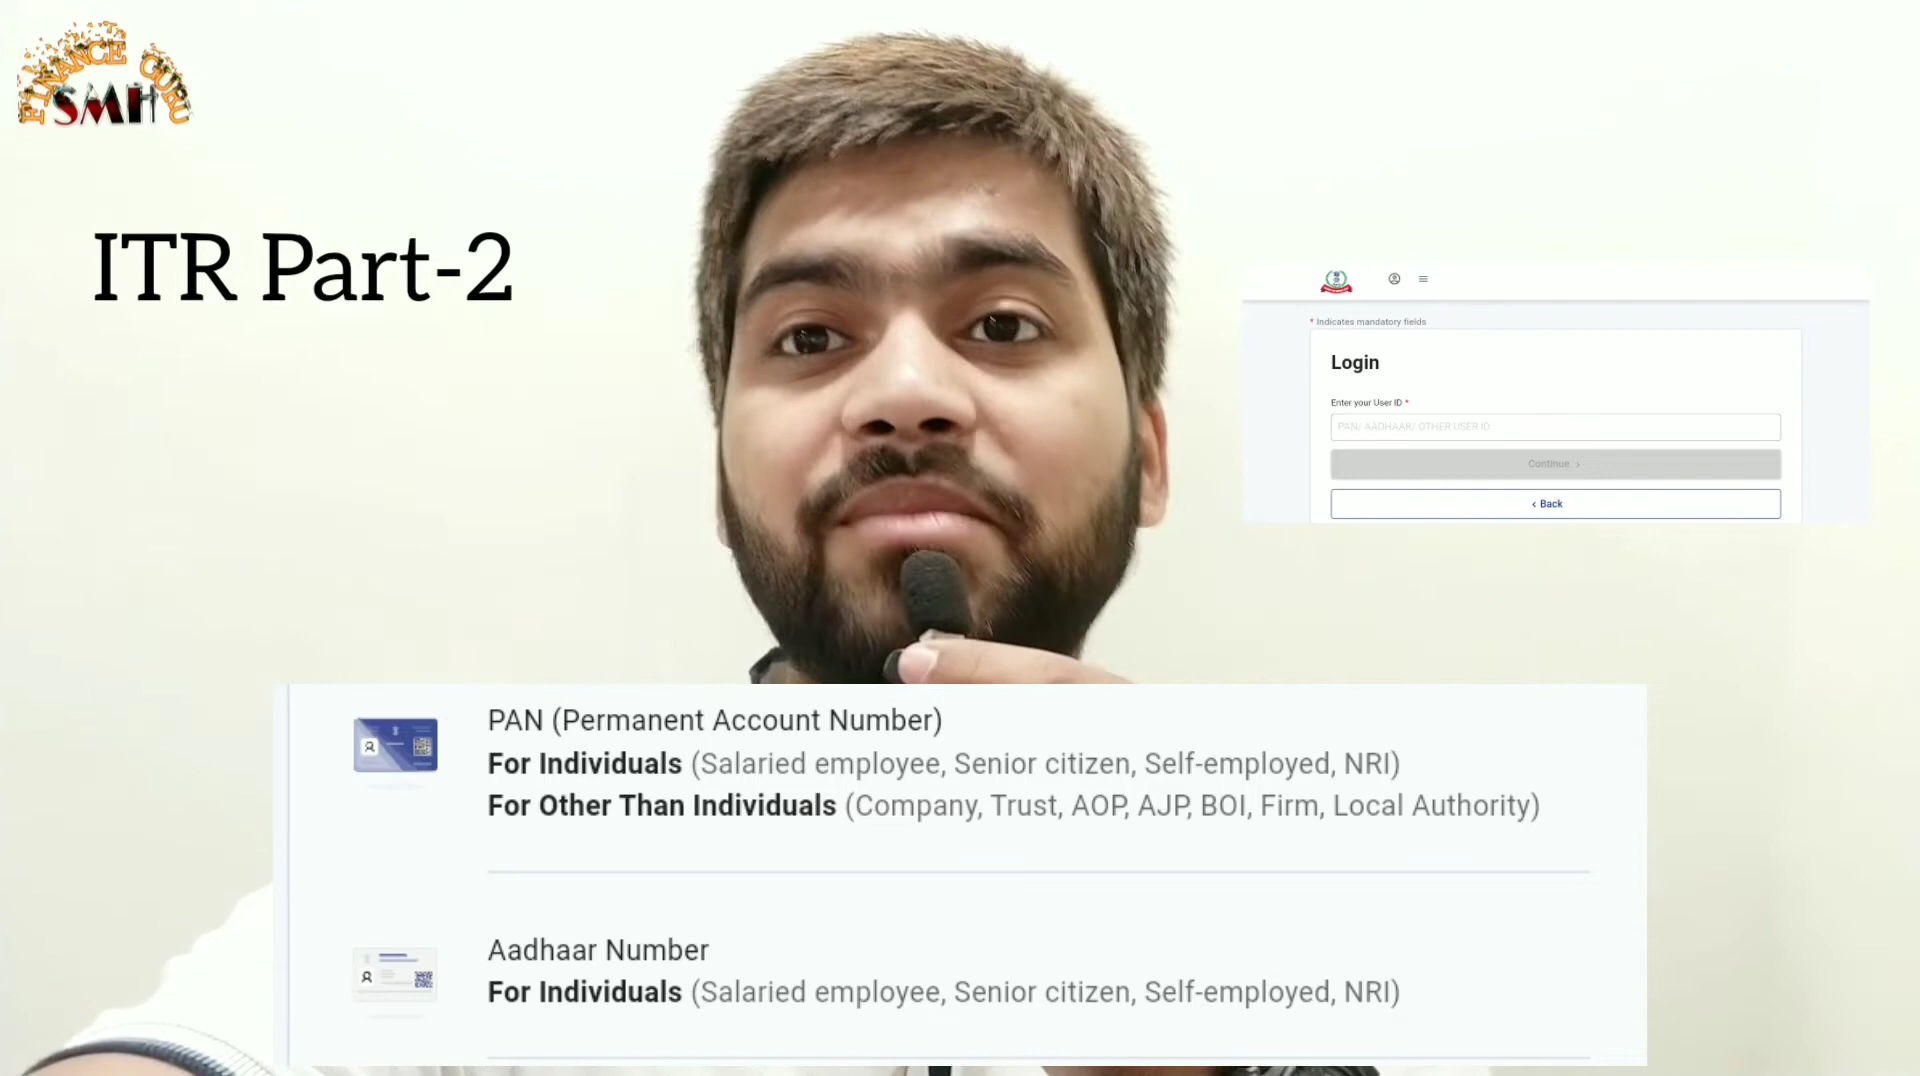 FINANCE GURU
SMH
ITR Part-2
* Indicates mandatory fields
Login
Enter your User ID *
PAN/ AADHAAR/ OTHER USER ID
Continue >
< Back
PAN (Permanent Account Number)
For Individuals (Salaried employee, Senior citizen, Self-employed, NRI)
For Other Than Individuals (Company, Trust, AOP, AJP, BOI, Firm, Local Authority)
Aadhaar Number
For Individuals (Salaried employee, Senior citizen, Self-employed, NRI)